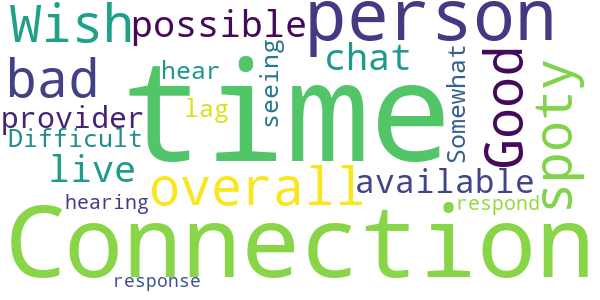 Wish
possible
person
bad
hear
seeing
chat
Somewhat
Good
spoty
provider
lag
time
Difficult
live
overall
available
hearing
respond
Connection
response